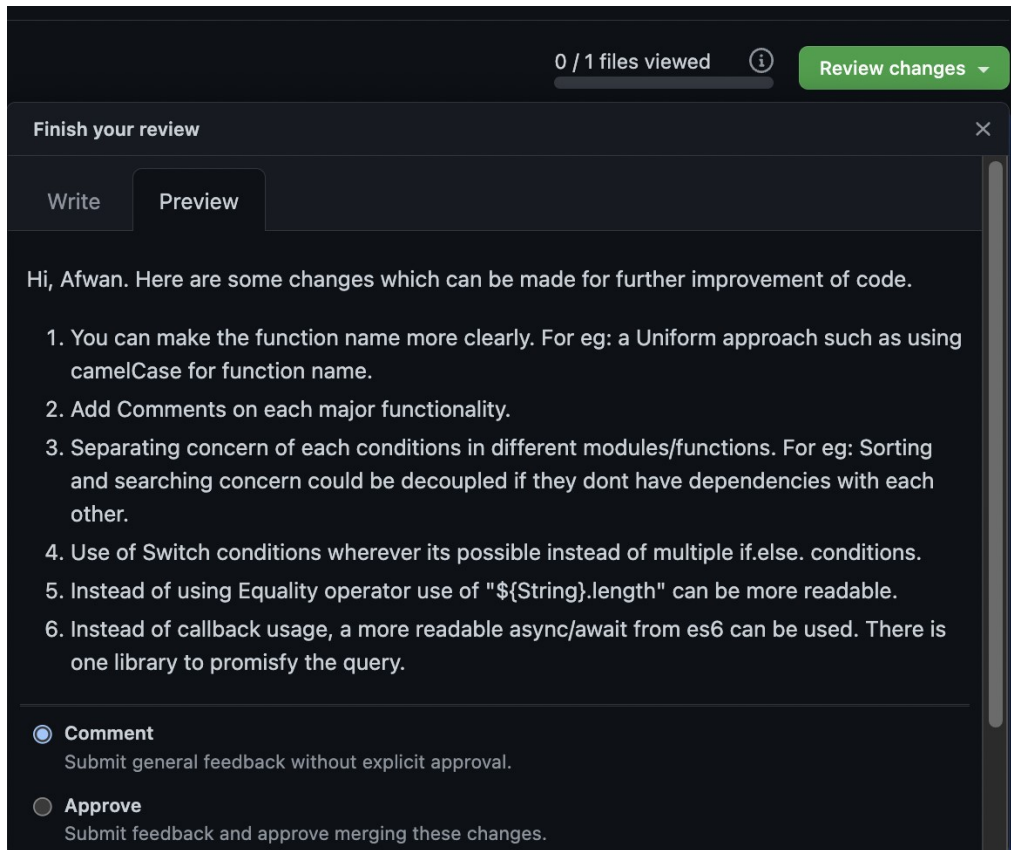 0 / 1 files viewed
Review changes
Finish your review
Write
Preview
Hi, Afwan. Here are some changes which can be made for further improvement of code.
1. You can make the function name more clearly. For eg: a Uniform approach such as using
camelCase for function name.
2. Add Comments on each major functionality.
3. Separating concern of each conditions in different modules/functions. For eg: Sorting
and searching concern could be decoupled if they dont have dependencies with each
other.
4. Use of Switch conditions wherever its possible instead of multiple if.else. conditions.
5. Instead of using Equality operator use of "${String}.length" can be more readable.
6. Instead of callback usage, a more readable async/await from es6 can be used. There is
one library to promisfy the query.
Comment
Submit general feedback without explicit approval.
Approve
Submit feedback and approve merging these changes.